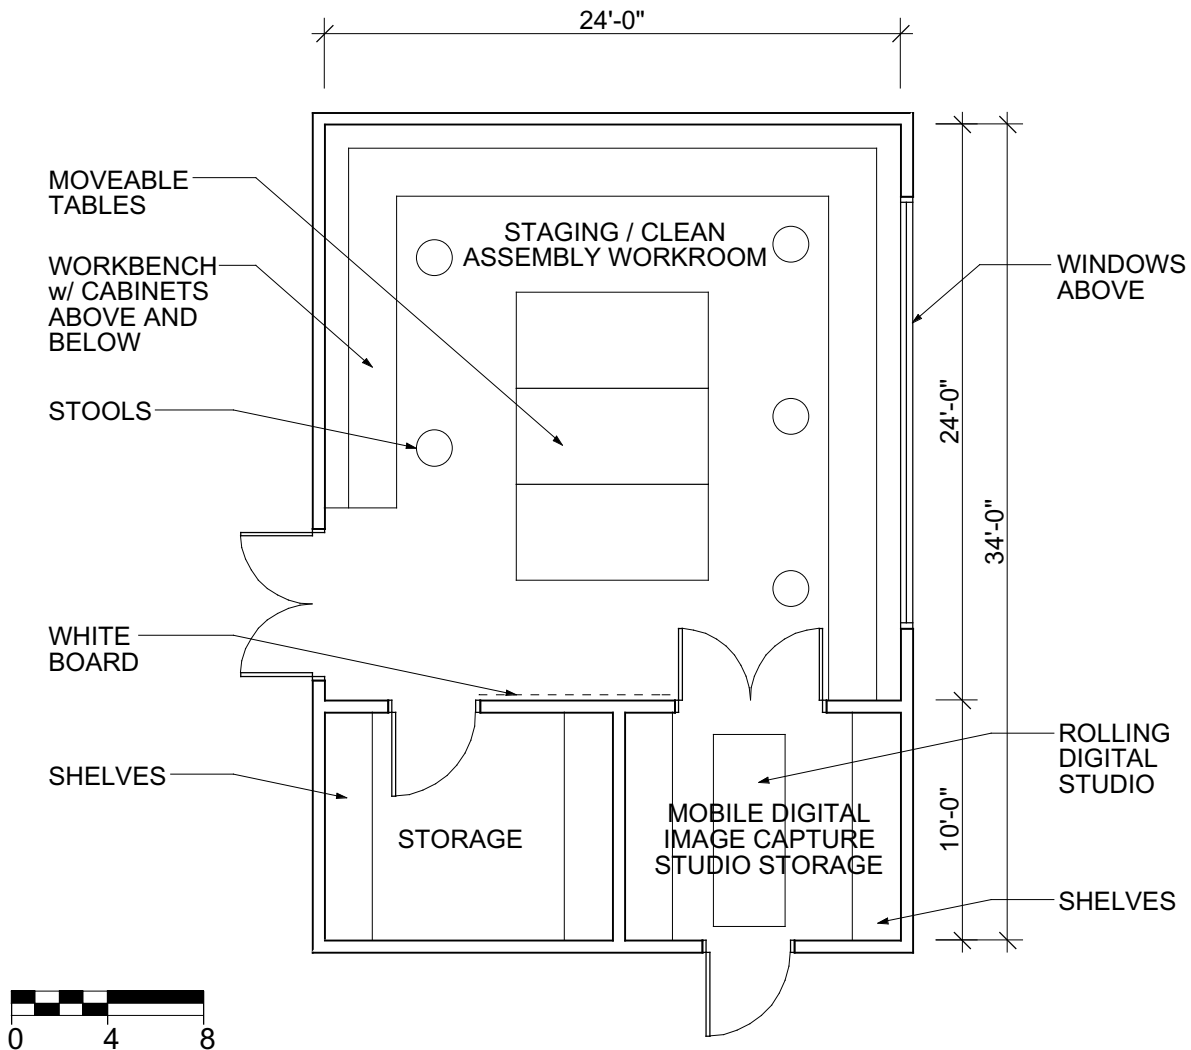 24'-0"
MOVEABLE
TABLES
STAGING / CLEAN
ASSEMBLY WORKROOM
WORKBENCH
w/ CABINETS
ABOVE AND
BELOW
WINDOWS
ABOVE
STOOLS
24'-0"
34'-0"
WHITE
BOARD
ROLLING
DIGITAL
STUDIO
SHELVES
STORAGE
MOBILE DIGITAL
IMAGE CAPTURE
STUDIO STORAGE
10'-0"
SHELVES
0 4 8